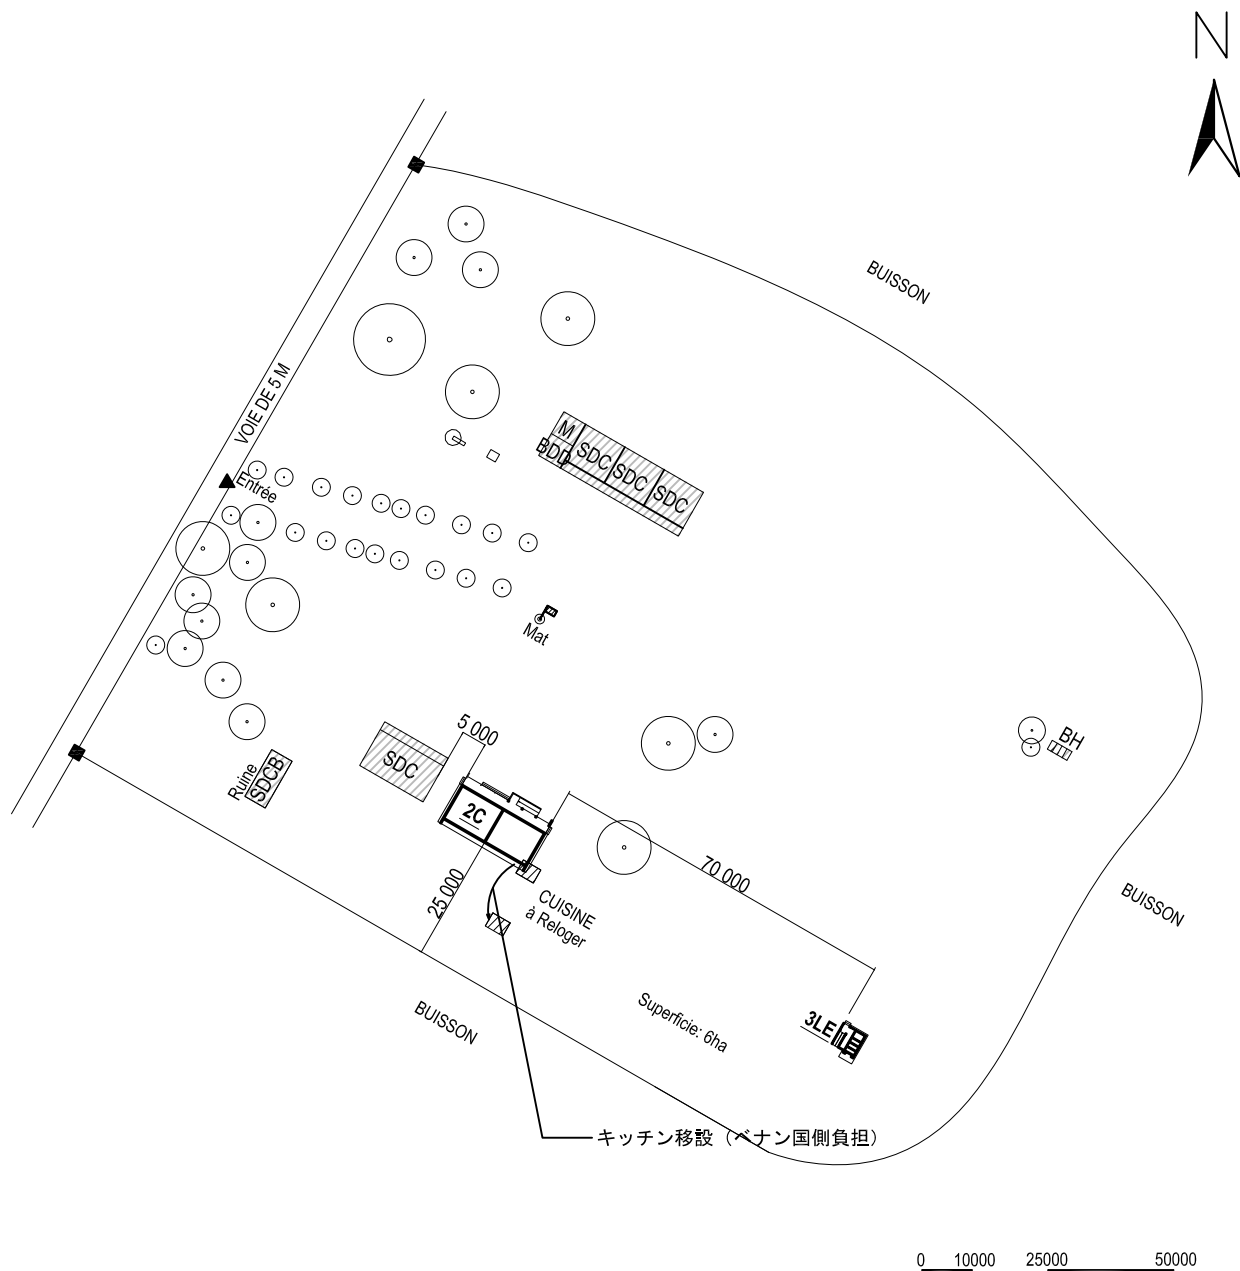 N
BUISSON
VOIE DE 5 M
M
BDD
SDC
SDC
SDC
Entrée
Mat
5 000
SDC
BH
Ruine
SDCB
2C
70 000
25 000
CUISINE
à Reloger
BUISSON
Superficie: 6ha
3LE
BUISSON
キッチン移設（ベナン国側負担）
0 10000 25000 50000